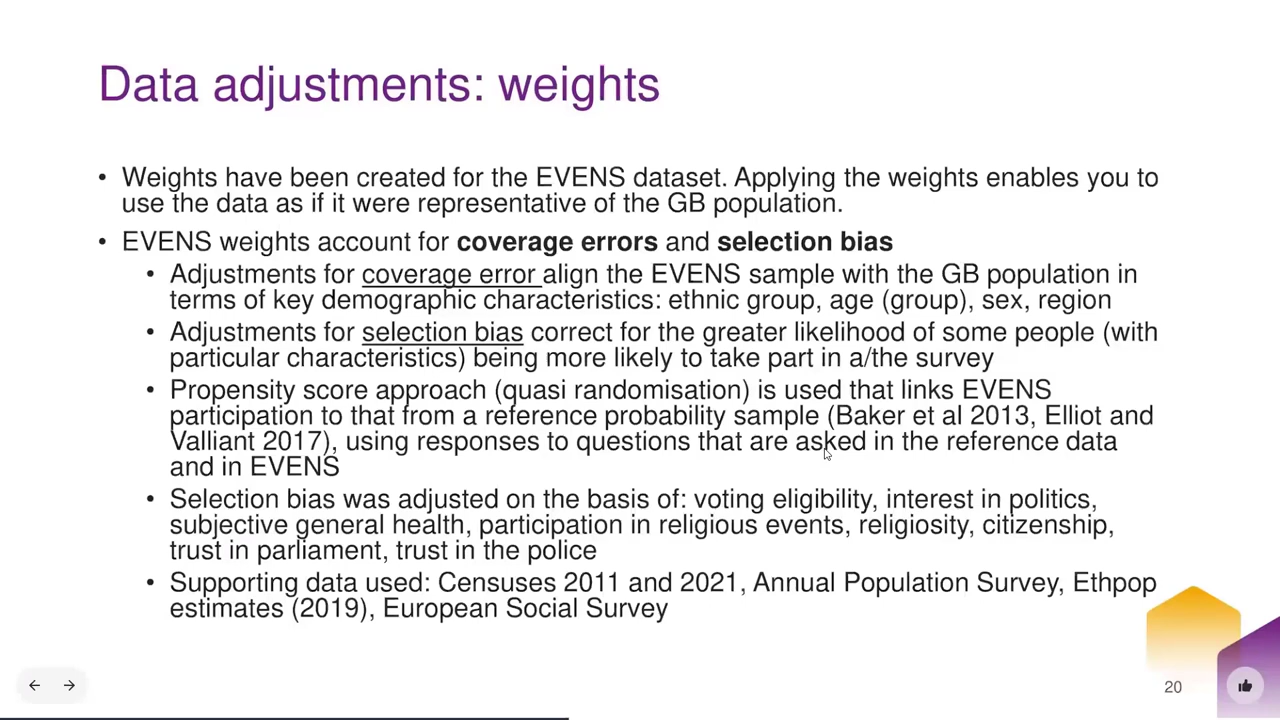 Data adjustments: weights
• Weights have been created for the EVENS dataset. Applying the weights enables you to
use the data as if it were representative of the GB population.
• EVENS weights account for coverage errors and selection bias
• Adjustments for coverage error align the EVENS sample with the GB population in
terms of key demographic characteristics: ethnic group, age (group), sex, region
• Adjustments for selection bias correct for the greater likelihood of some people (with
particular characteristics) being more likely to take part in a/the survey
• Propensity score approach (quasi randomisation) is used that links EVENS
participation to that from a reference probability sample (Baker et al 2013, Elliot and
Valliant 2017), using responses to questions that are asked in the reference data
and in EVENS
• Selection bias was adjusted on the basis of: voting eligibility, interest in politics,
subjective general health, participation in religious events, religiosity, citizenship,
trust in parliament, trust in the police
• Supporting data used: Censuses 2011 and 2021, Annual Population Survey, Ethpop
estimates (2019), European Social Survey
20